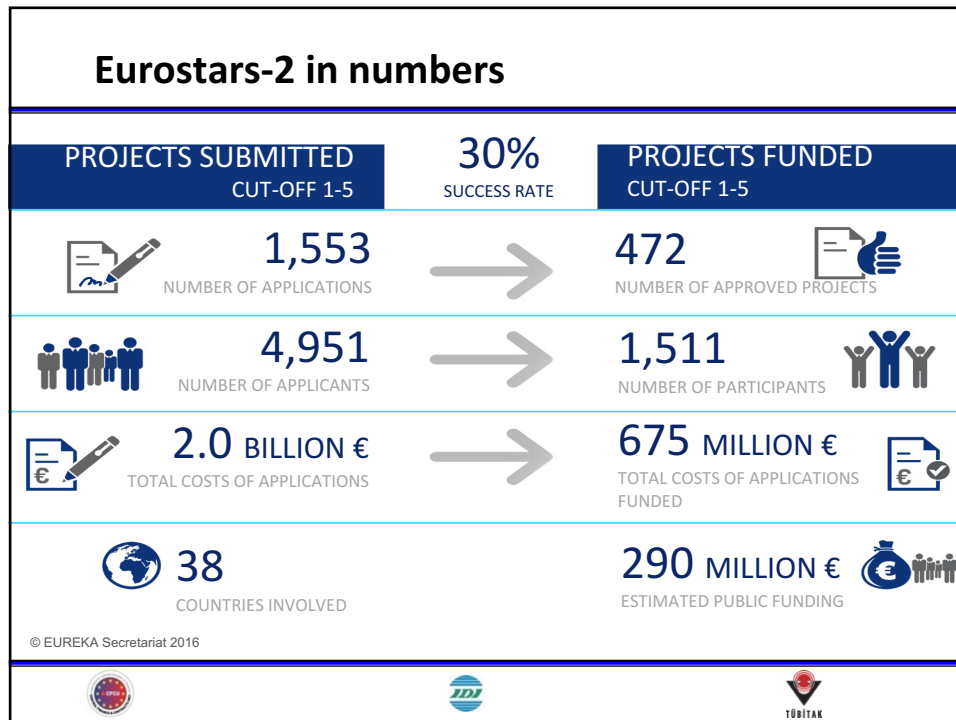 Eurostars-2 in numbers
PROJECTS SUBMITTED
CUT-OFF 1-5
30%
SUCCESS RATE
PROJECTS FUNDED
CUT-OFF 1-5
1,553
NUMBER OF APPLICATIONS
472
NUMBER OF APPROVED PROJECTS
4,951
NUMBER OF APPLICANTS
1,511
NUMBER OF PARTICIPANTS
€
2.0 BILLION €
TOTAL COSTS OF APPLICATIONS
675 MILLION €
TOTAL COSTS OF APPLICATIONS
FUNDED
€
38
COUNTRIES INVOLVED
290 MILLION €
ESTIMATED PUBLIC FUNDING
€
© EUREKA Secretariat 2016
CFCU
TÜBİTAK